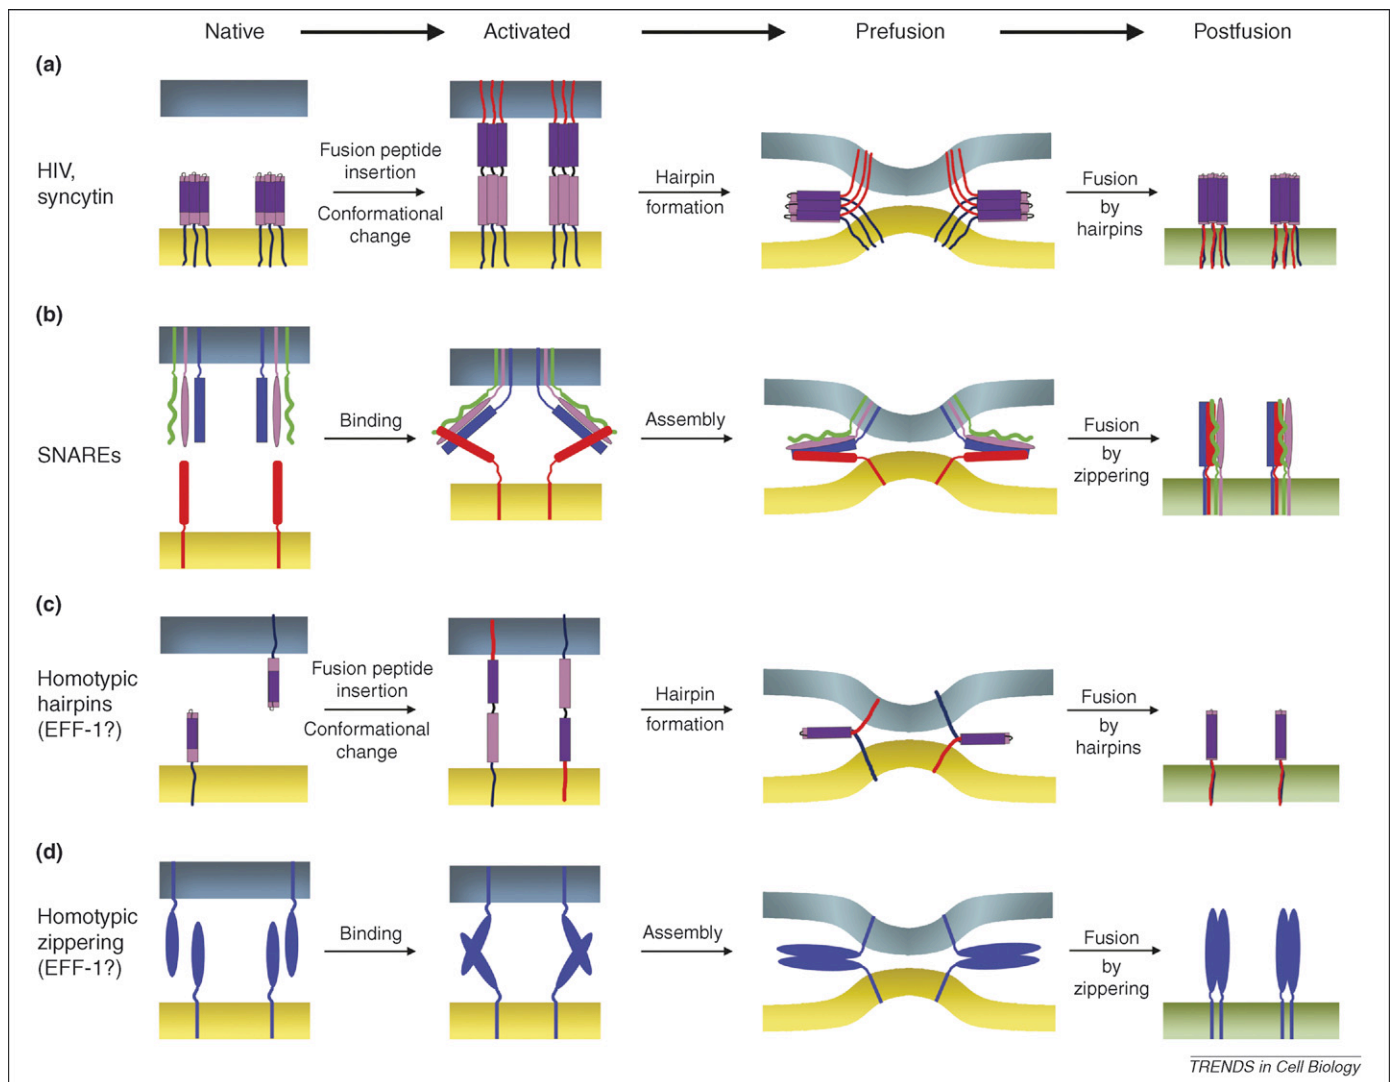 Native
Activated
Prefusion
Postfusion
(a)
HIV,
syncytin
Fusion peptide
insertion
Conformational
change
Hairpin
formation
Fusion
by
hairpins
(b)
SNAREs
Binding
Assembly
Fusion
by
zippering
(c)
Homotypic
hairpins
(EFF-1?)
Fusion peptide
insertion
Conformational
change
Hairpin
formation
Fusion
by
hairpins
(d)
Homotypic
zippering
(EFF-1?)
Binding
Assembly
Fusion
by
zippering
TRENDS in Cell Biology